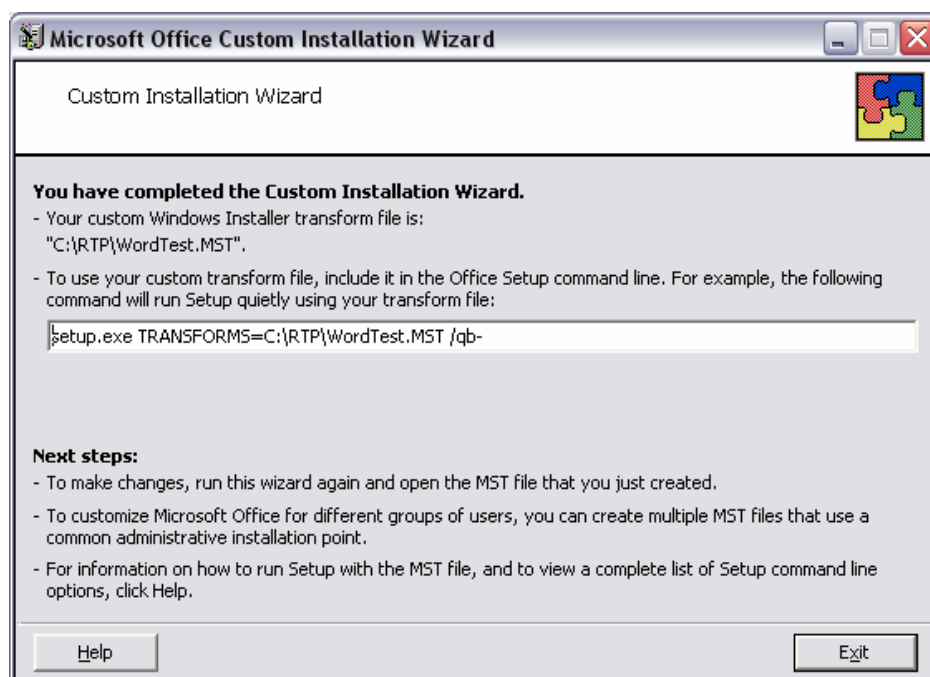 Microsoft Office Custom Installation Wizard
Custom Installation Wizard
You have completed the Custom Installation Wizard.
- Your custom Windows Installer transform file is:
"C:\RTP\WordTest.MST".
- To use your custom transform file, include it in the Office Setup command line. For example, the following
command will run Setup quietly using your transform file:
setup.exe TRANSFORMS=C:\RTP\WordTest.MST /qb-
Next steps:
- To make changes, run this wizard again and open the MST file that you just created.
- To customize Microsoft Office for different groups of users, you can create multiple MST files that use a
common administrative installation point.
- For information on how to run Setup with the MST file, and to view a complete list of Setup command line
options, click Help.
Help
Exit